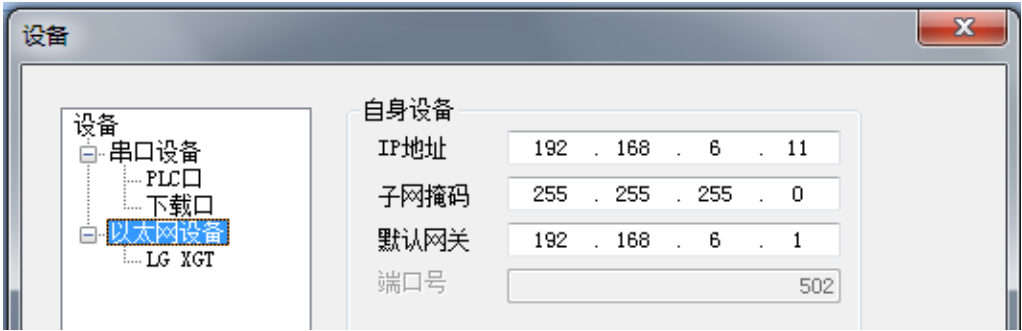 设备
设备
串口设备
PLC口
下载口
以太网设备
LG XGT
自身设备
IP地址 192 . 168 . 6 . 11
子网掩码 255 . 255 . 255 . 0
默认网关 192 . 168 . 6 . 1
端口号 502